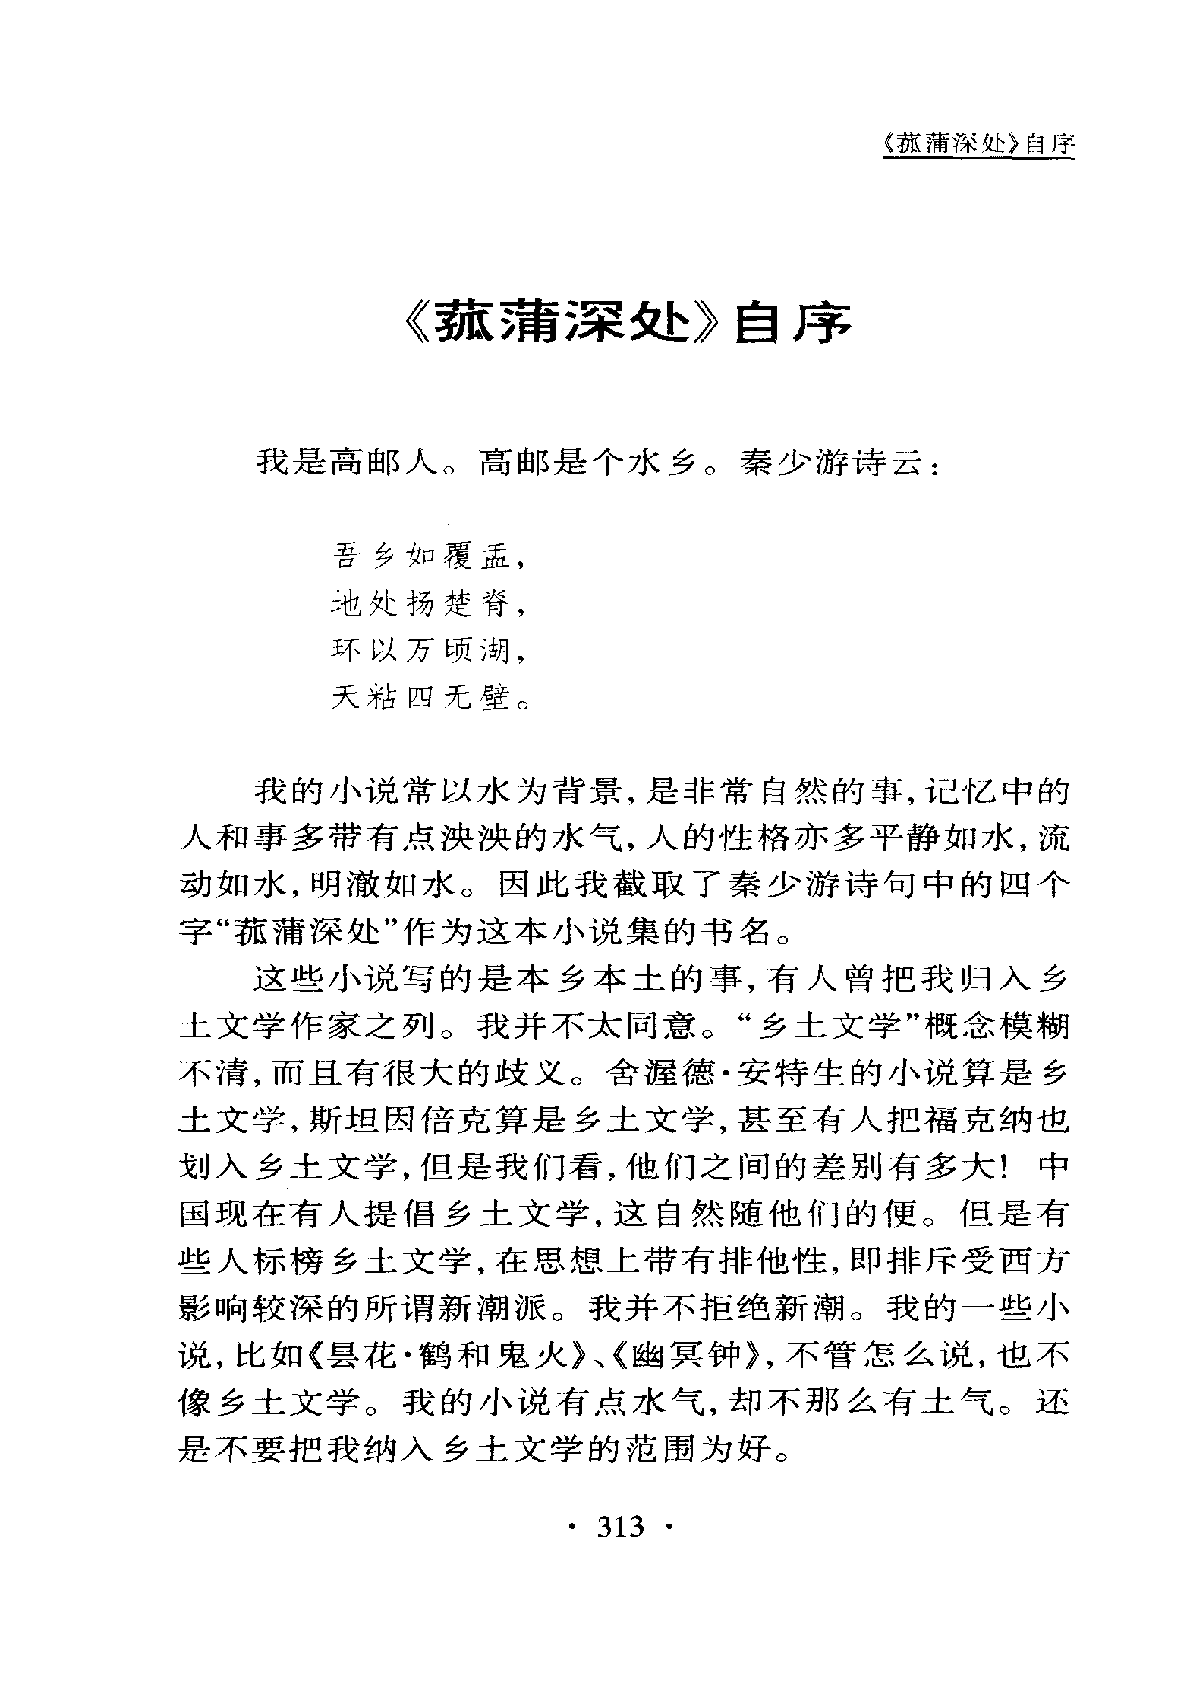 《菰蒲深处》自序
《菰蒲深处》自序
我是高邮人。高邮是个水乡。秦少游诗云：
吾乡如覆盂，
地处扬楚脊，
环以万顷湖，
天粘四无壁。
我的小说常以水为背景，是非常自然的事，记忆中的
人和事多带有点泱泱的水气，人的性格亦多平静如水，流
动如水，明澈如水。因此我截取了秦少游诗句中的四个
字“菰蒲深处”作为这本小说集的书名。
这些小说写的是本乡本土的事，有人曾把我归入乡
土文学作家之列。我并不太同意。“乡土文学”概念模糊
不清，而且有很大的歧义。舍渥德·安特生的小说算是乡
土文学，斯坦因倍克算是乡土文学，甚至有人把福克纳也
划入乡土文学，但是我们看，他们之间的差别有多大！中
国现在有人提倡乡土文学，这自然随他们的便。但是有
些人标榜乡土文学，在思想上带有排他性，即排斥受西方
影响较深的所谓新潮派。我并不拒绝新潮。我的一些小
说，比如《昙花·鹤和鬼火》、《幽冥钟》，不管怎么说，也不
像乡土文学。我的小说有点水气，却不那么有土气。还
是不要把我纳入乡土文学的范围为好。
· 313 ·